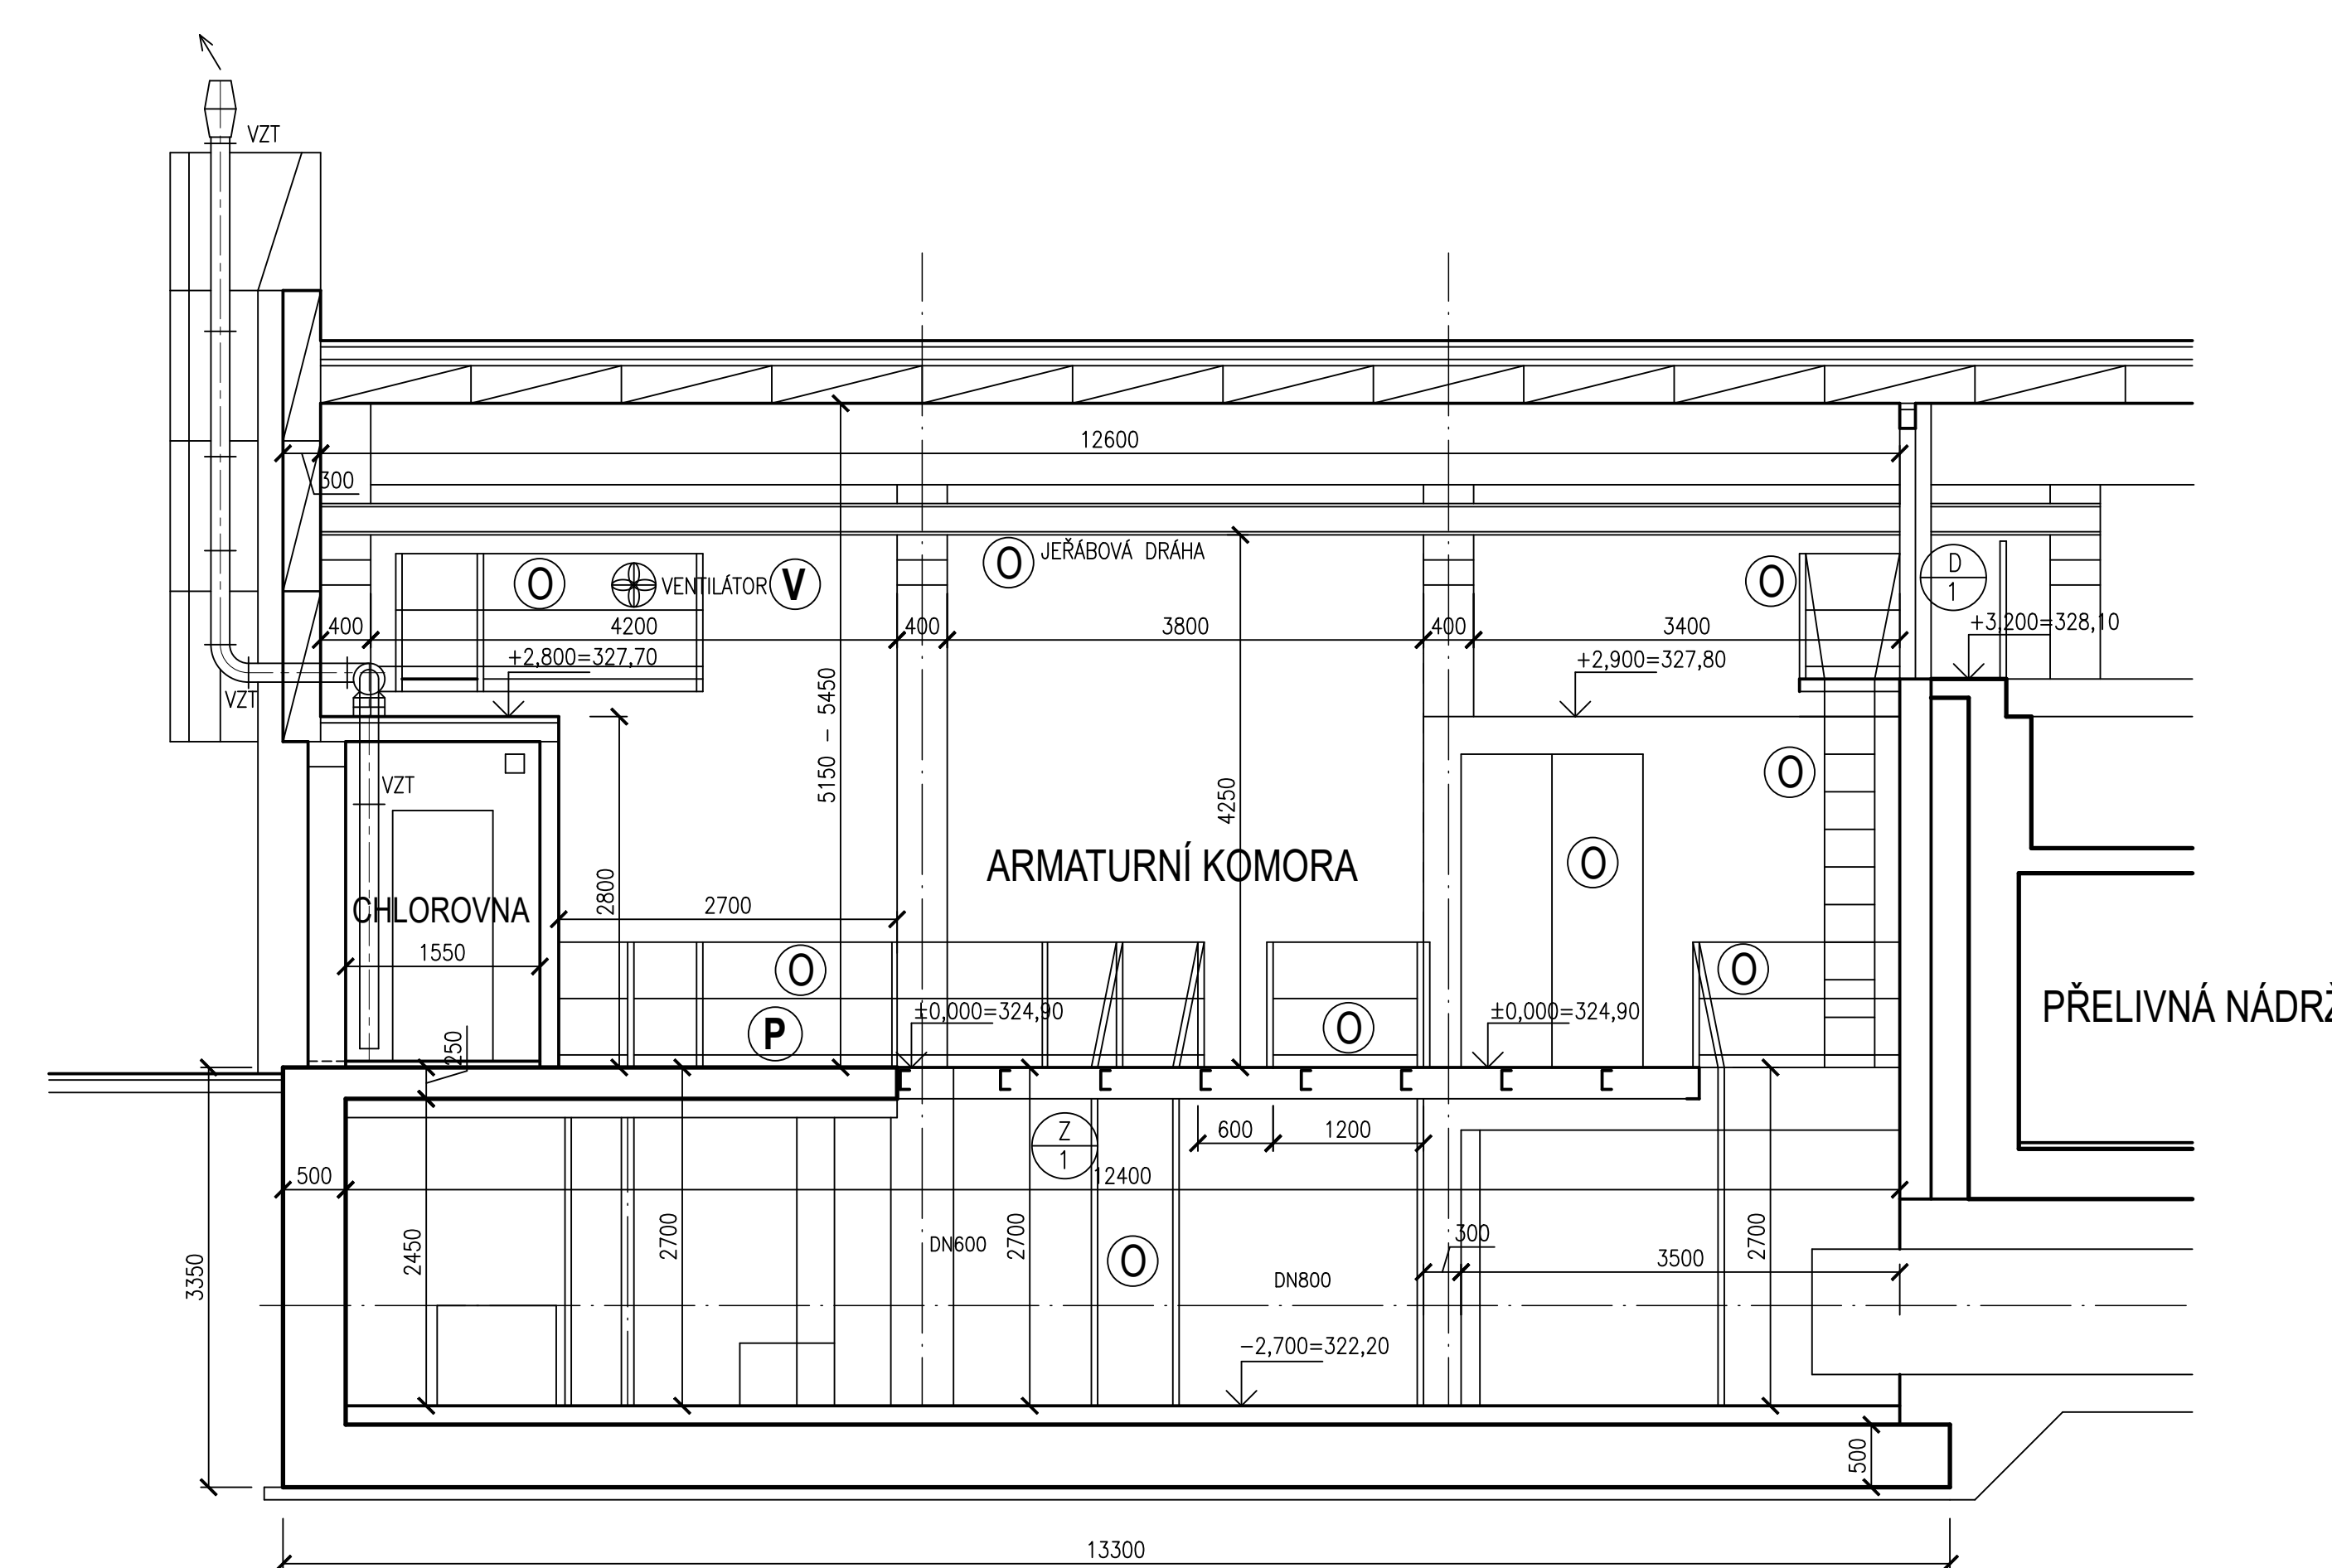 VZT
12600
300
JEŘÁBOVÁ DRÁHA
O
O
VENTILÁTOR
V
O
D
1
400
4200
400
3800
400
3400
+3,200=328,10
+2,800=327,70
+2,900=327,80
VZT
5150 - 5450
VZT
O
4250
ARMATURNÍ KOMORA
O
2800
CHLOROVNA
2700
1550
O
O
PŘELIVNÁ NÁDRŽ
±0,000=324,90
±0,000=324,90
P
O
250
Z
1
600
1200
500
12400
2450
2700
DN600
2700
O
300
2700
3500
3350
DN800
-2,700=322,20
500
13300